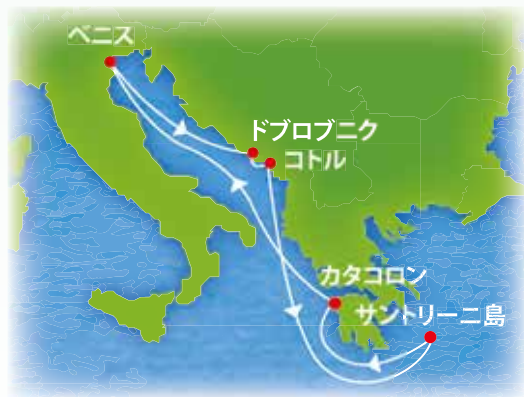 ベニス
ドブロブニク
コトル
カタコロン
サントリーニ島